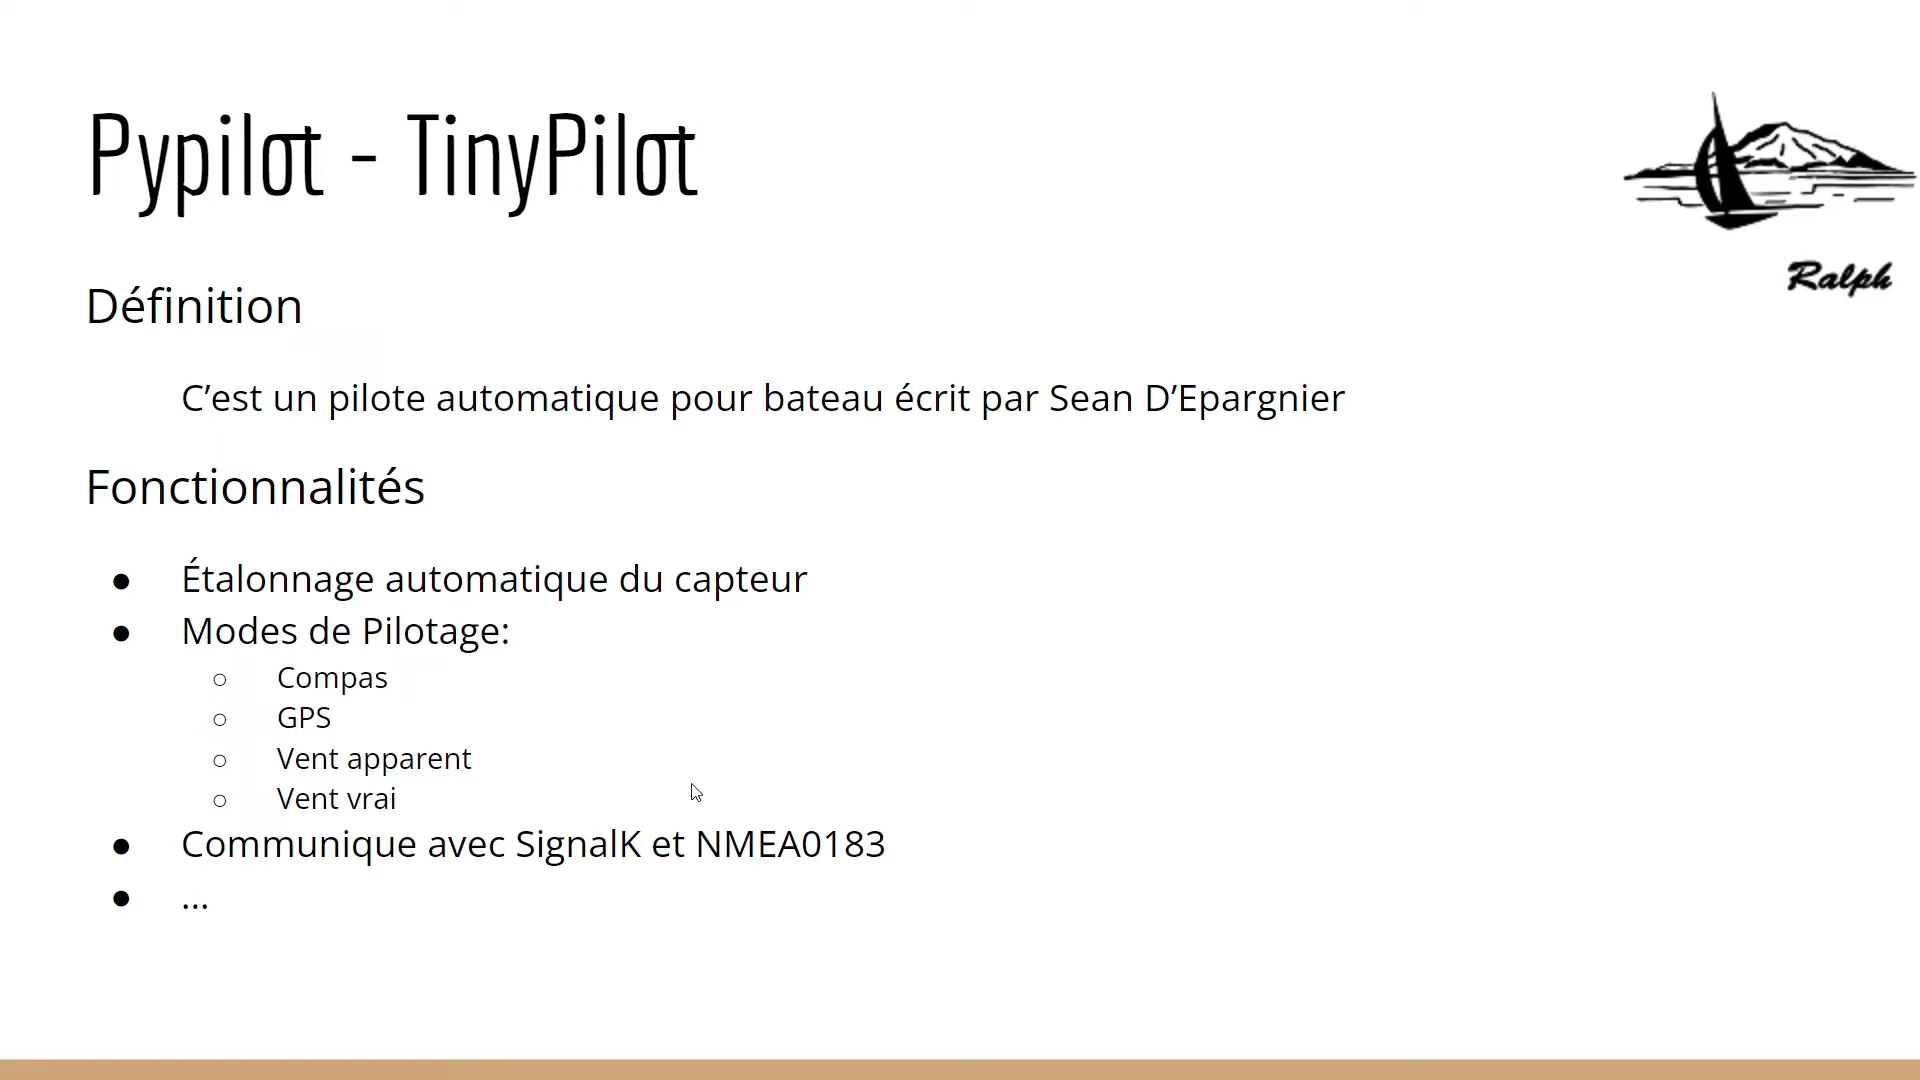 Pypilot - TinyPilot
Ralph
Définition
C’est un pilote automatique pour bateau écrit par Sean D’Epargnier
Fonctionnalités
● Étalonnage automatique du capteur
● Modes de Pilotage:
○ Compas
○ GPS
○ Vent apparent
○ Vent vrai
● Communique avec SignalK et NMEA0183
● ...